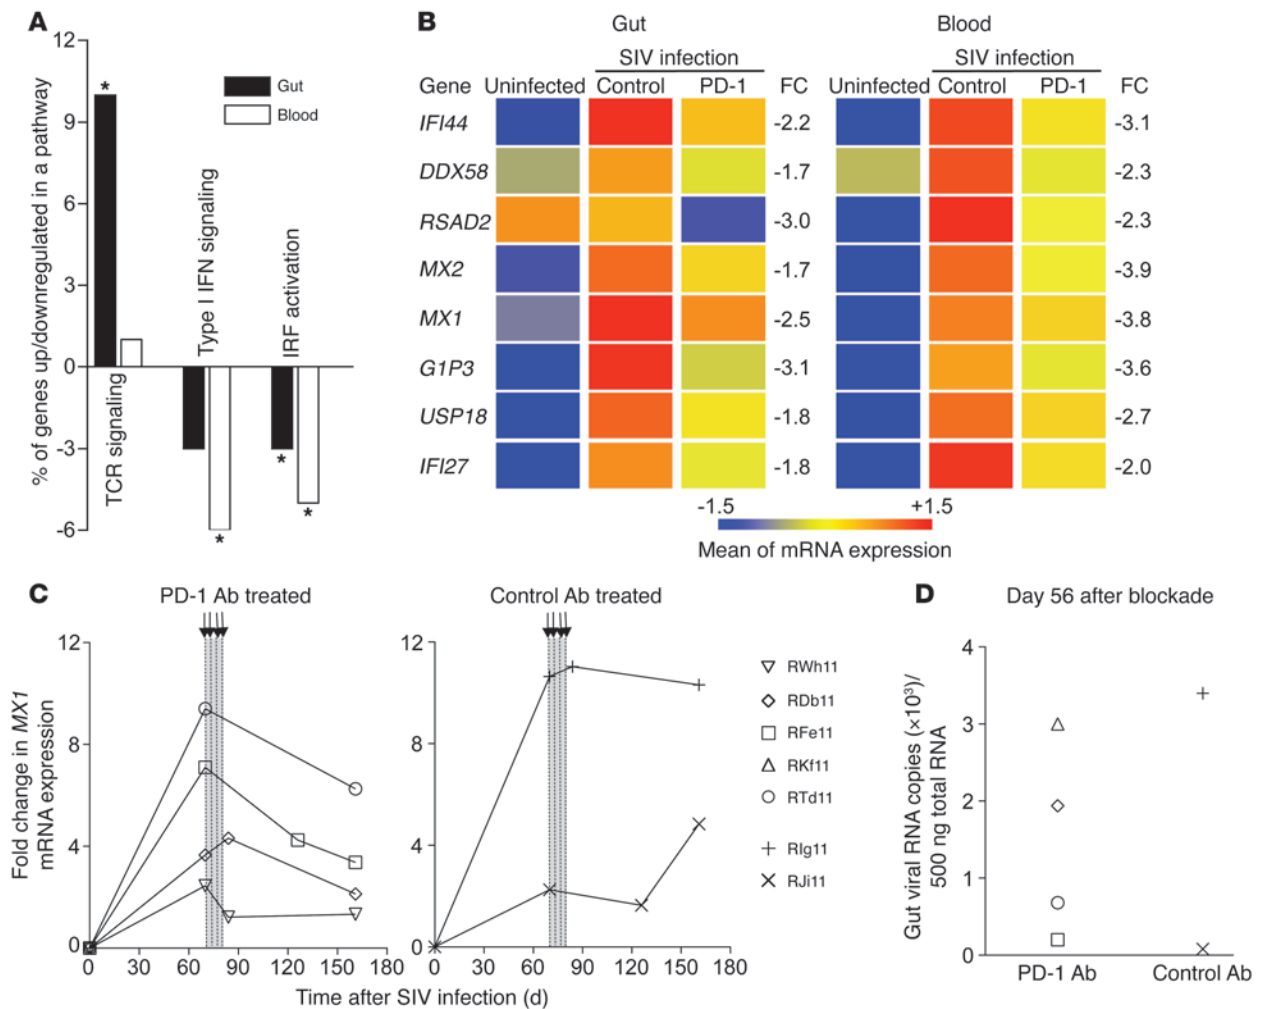 A
% of genes up/downregulated in a pathway
12
9
6
3
0
-3
-6
*
*
*
*
Gut
Blood
TCR signaling
Type I IFN signaling
IRF activation
B
Gut
Blood
SIV infection
SIV infection
Gene Uninfected Control PD-1 FC Uninfected Control PD-1 FC
IFI44 -2.2 -3.1
DDX58 -1.7 -2.3
RSAD2 -3.0 -2.3
MX2 -1.7 -3.9
MX1 -2.5 -3.8
G1P3 -3.1 -3.6
USP18 -1.8 -2.7
IFI27 -1.8 -2.0
-1.5 +1.5
Mean of mRNA expression
C
PD-1 Ab treated
Control Ab treated
Fold change in MX1
mRNA expression
12
8
4
0
0 30 60 90 120 150 180
12
8
4
0
0 30 60 90 120 150 180
Time after SIV infection (d)
RWh11
RDb11
RFe11
RKf11
RTd11
RIg11
RJi11
D
Day 56 after blockade
Gut viral RNA copies (×10³)/
500 ng total RNA
4
3
2
1
0
PD-1 Ab Control Ab